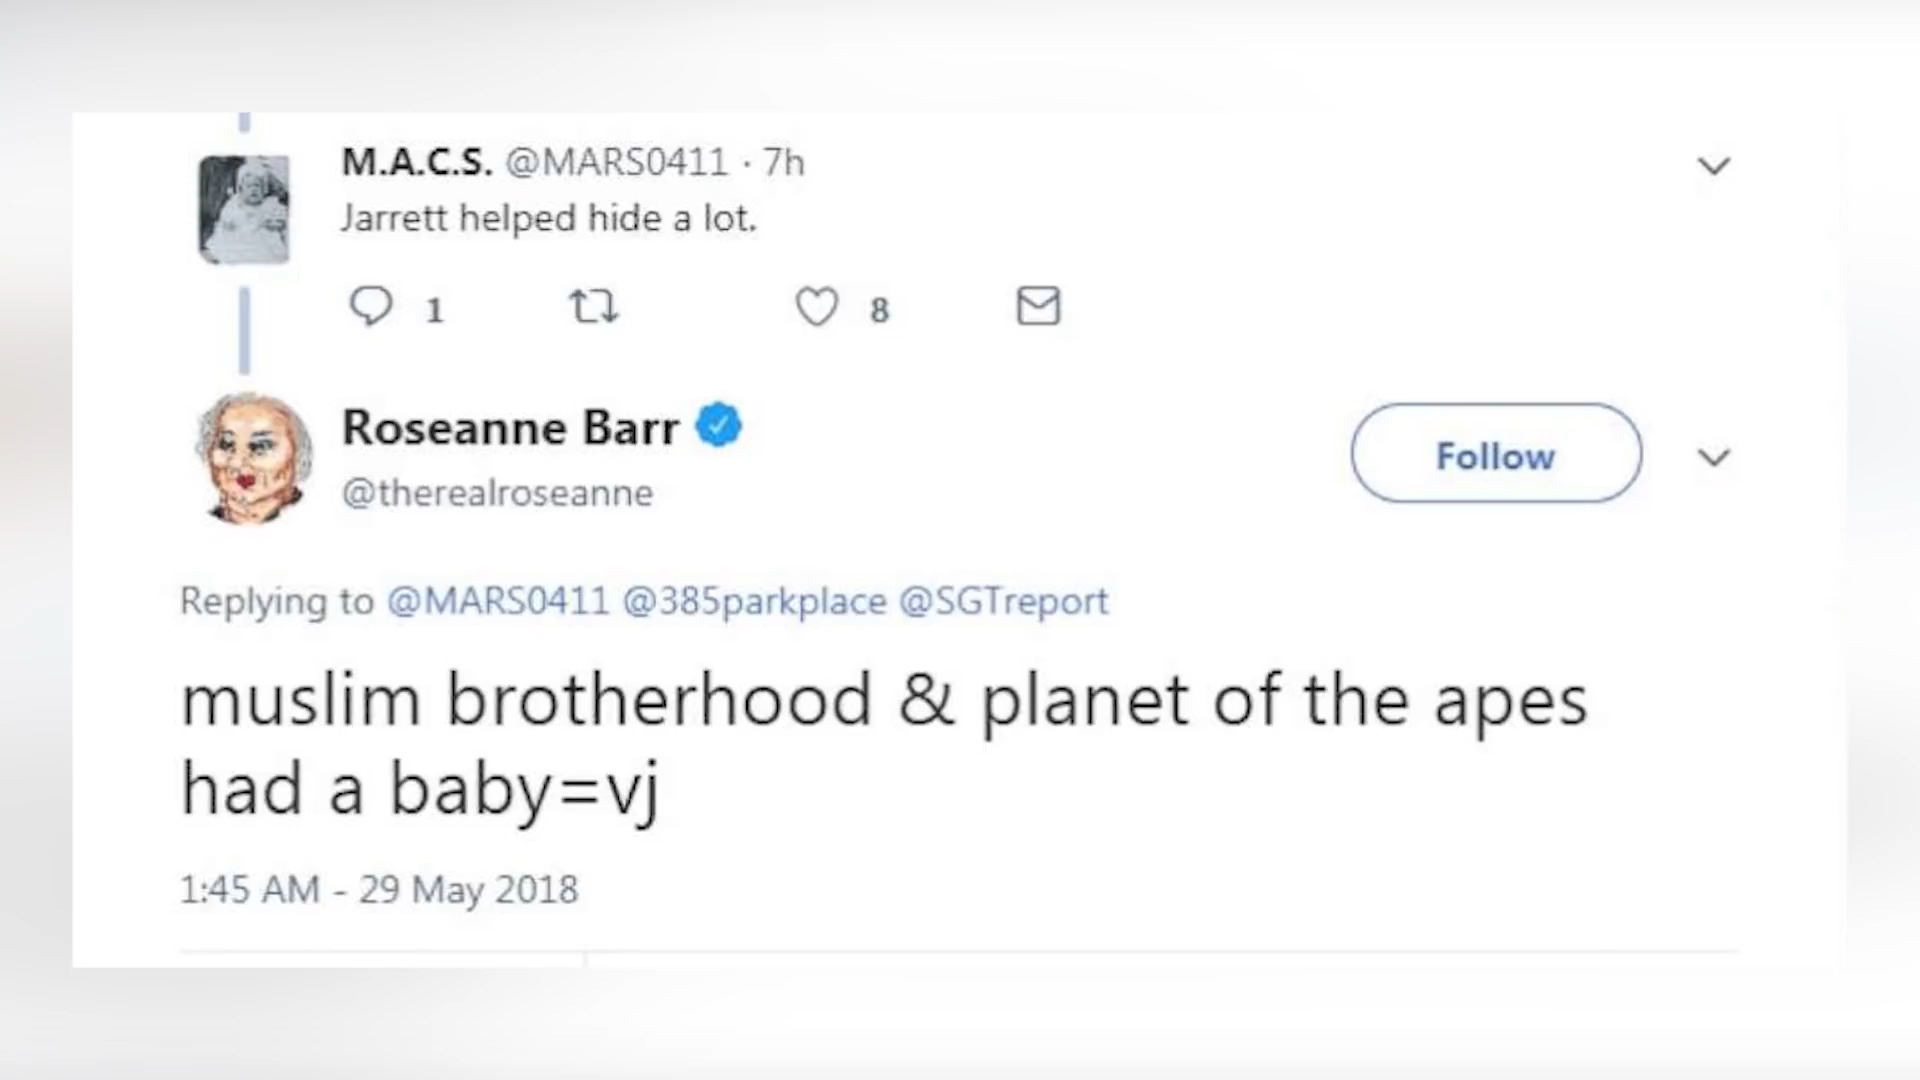 M.A.C.S. @MARS0411 · 7h
Jarrett helped hide a lot.
1 8
Roseanne Barr
@therealroseanne
Follow
Replying to @MARS0411 @385parkplace @SGTreport
muslim brotherhood & planet of the apes
had a baby=vj
1:45 AM - 29 May 2018